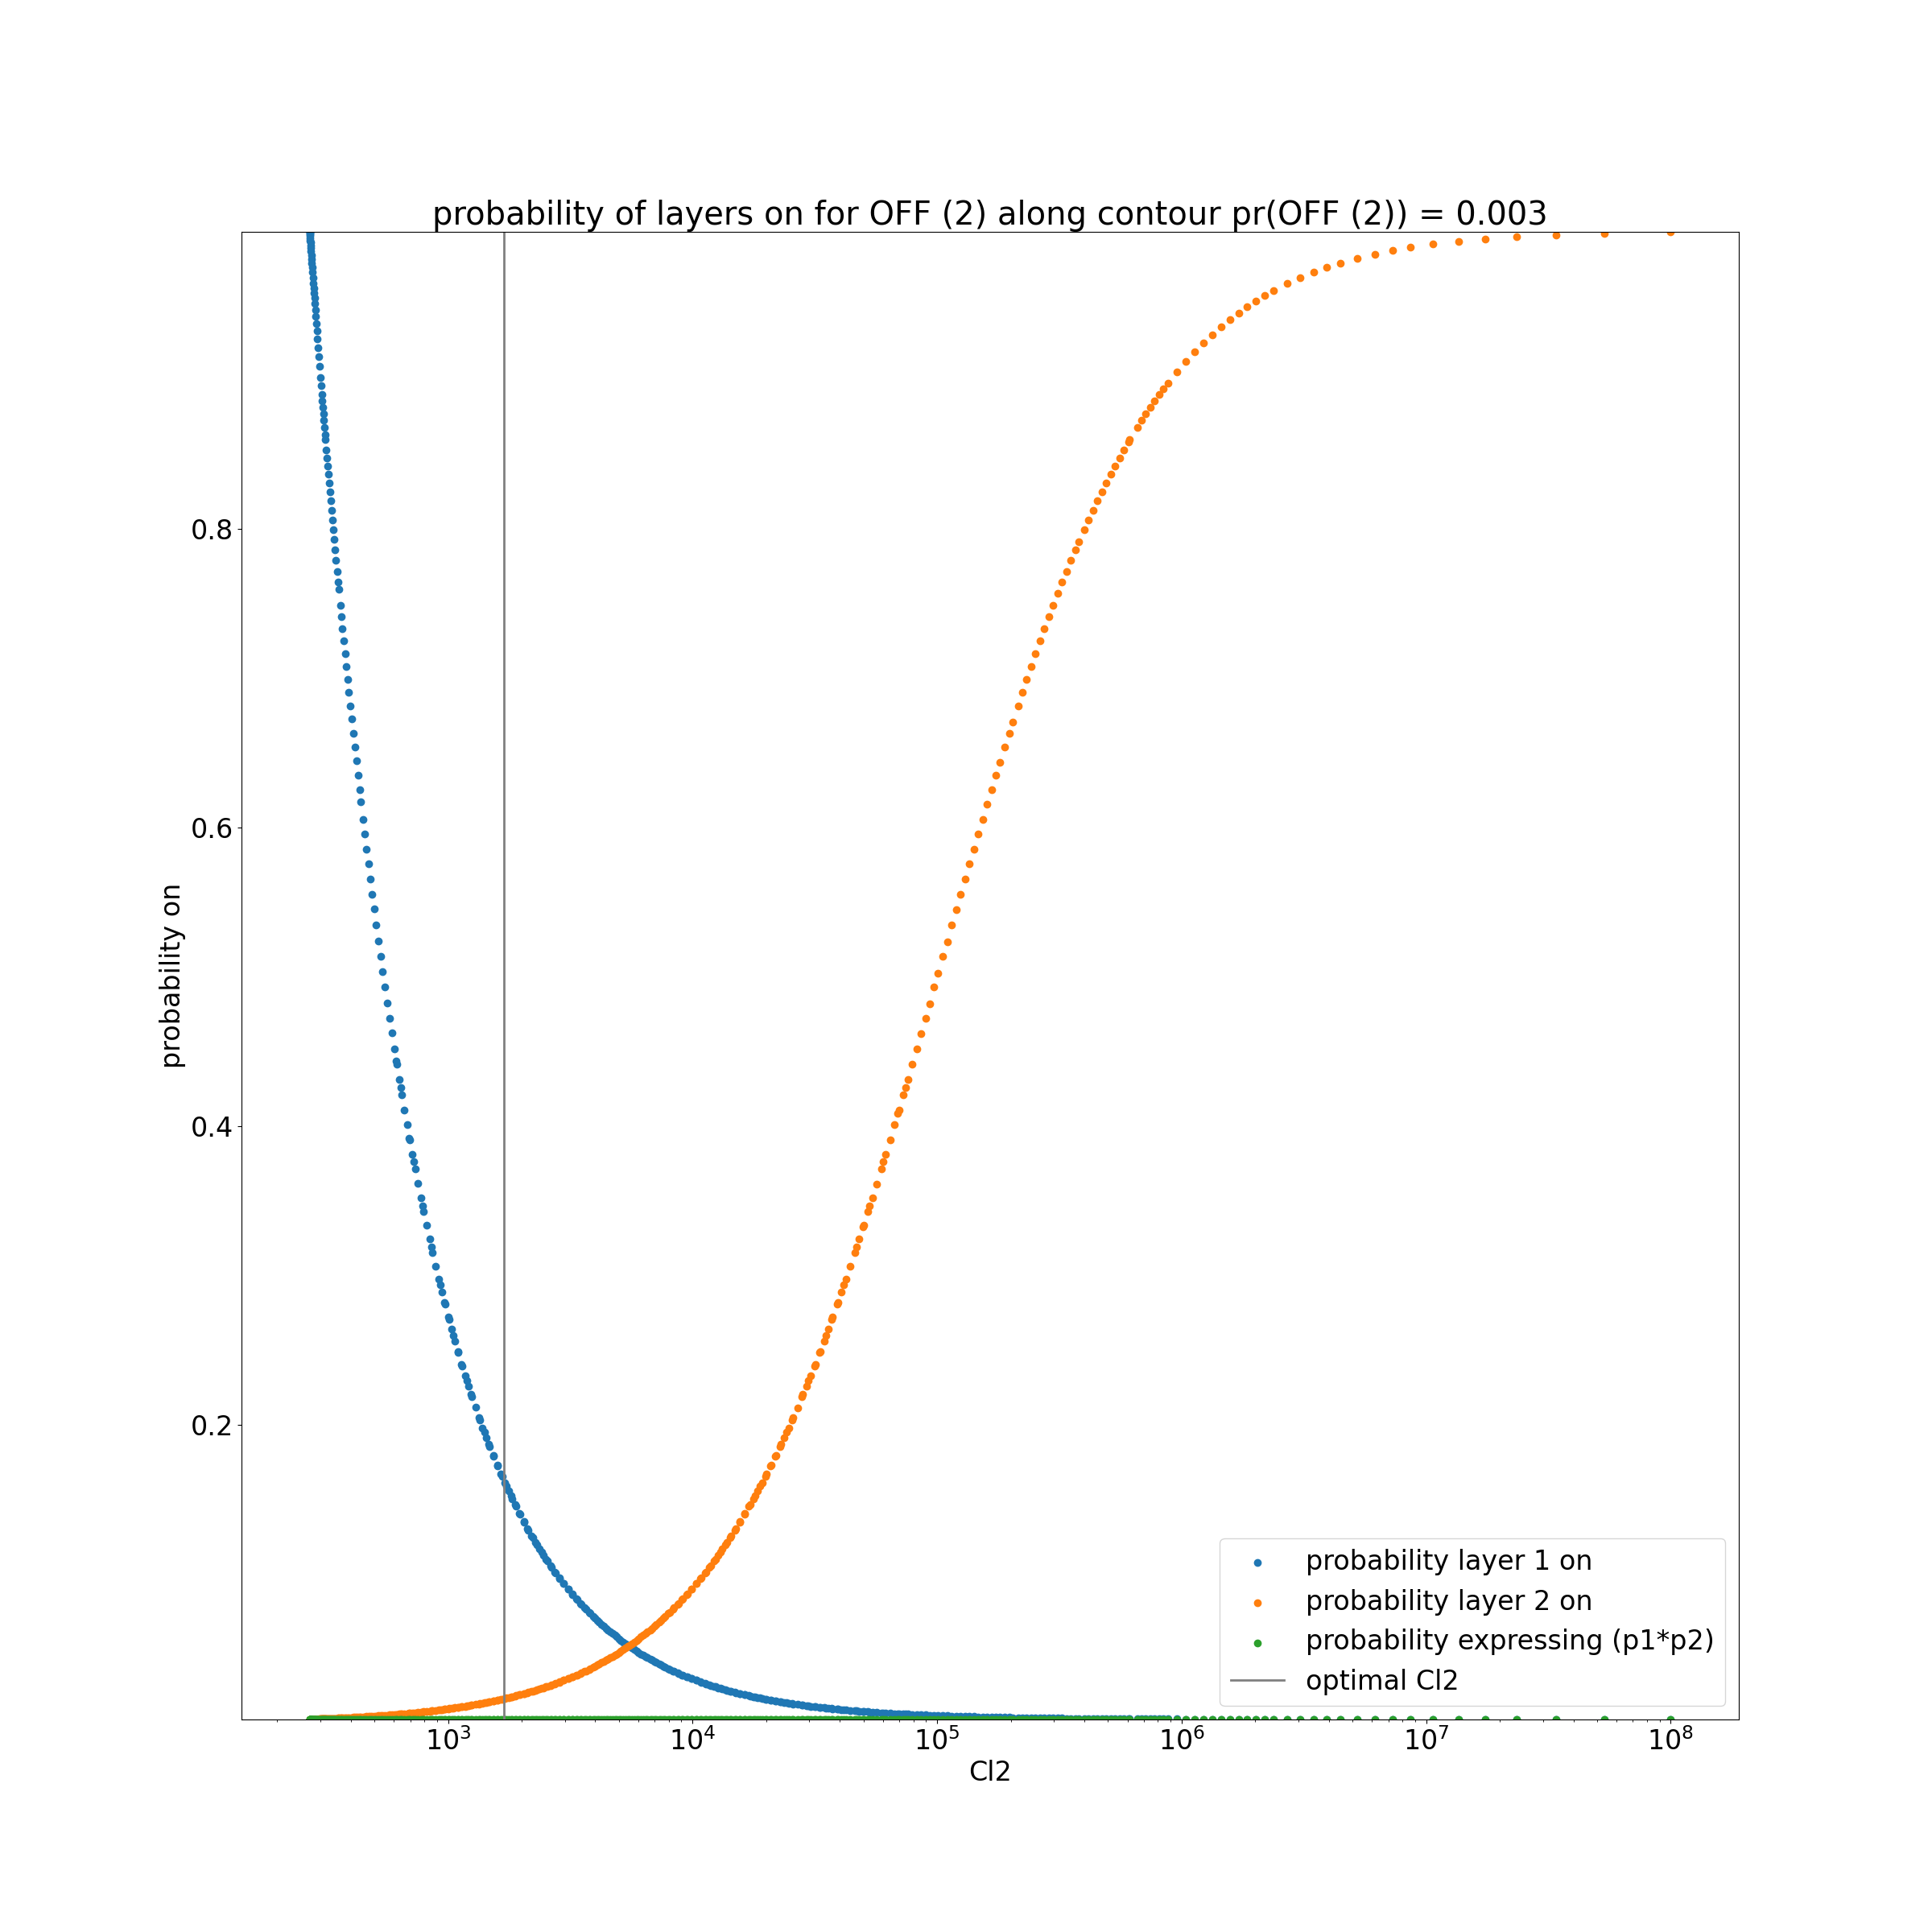 probability of layers on for OFF (2) along contour pr(OFF (2)) = 0.003
0.8
0.6
0.4
0.2
probability on
probability layer 1 on
probability layer 2 on
probability expressing (p1*p2)
optimal Cl2
10³ 10⁴ 10⁵ 10⁶ 10⁷ 10⁸
Cl2